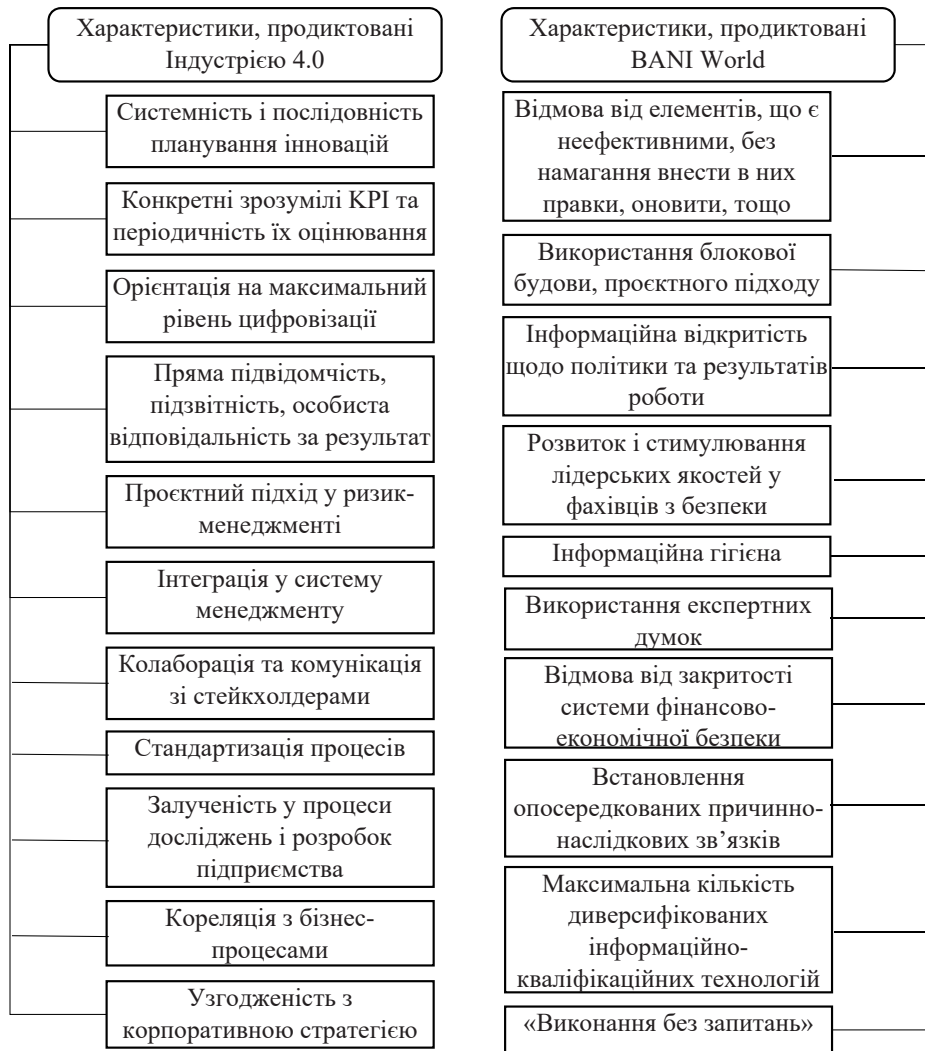 Характеристики, продиктовані
Індустрією 4.0
Системність і послідовність
планування інновацій
Конкретні зрозумілі KPI та
періодичність їх оцінювання
Орієнтація на максимальний
рівень цифровізації
Пряма підвідомчість,
підзвітність, особиста
відповідальність за результат
Проєктний підхід у ризик-
менеджменті
Інтеграція у систему
менеджменту
Колаборація та комунікація
зі стейкхолдерами
Стандартизація процесів
Залученість у процеси
досліджень і розробок
підприємства
Кореляція з бізнес-
процесами
Узгодженість з
корпоративною стратегією
Характеристики, продиктовані
BANI World
Відмова від елементів, що є
неефективними, без
намагання внести в них
правки, оновити, тощо
Використання блокової
будови, проєктного підходу
Інформаційна відкритість
щодо політики та результатів
роботи
Розвиток і стимулювання
лідерських якостей у
фахівців з безпеки
Інформаційна гігієна
Використання експертних
думок
Відмова від закритості
системи фінансово-
економічної безпеки
Встановлення
опосередкованих причинно-
наслідкових зв’язків
Максимальна кількість
диверсифікованих
інформаційно-
кваліфікаційних технологій
«Виконання без запитань»